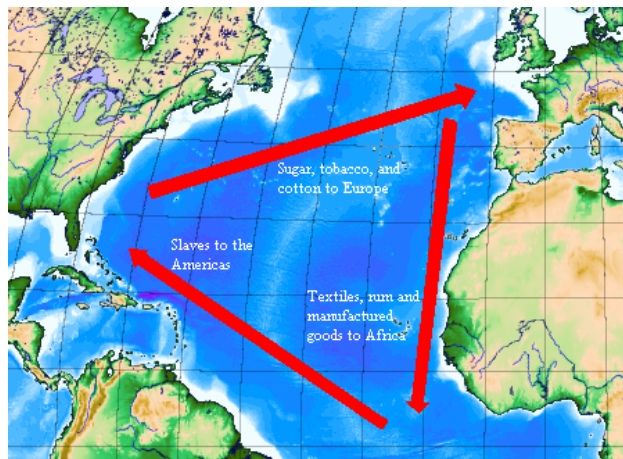 Sugar, tobacco, and
cotton to Europe
Slaves to the
Americas
Textiles, rum and
manufactured
goods to Africa